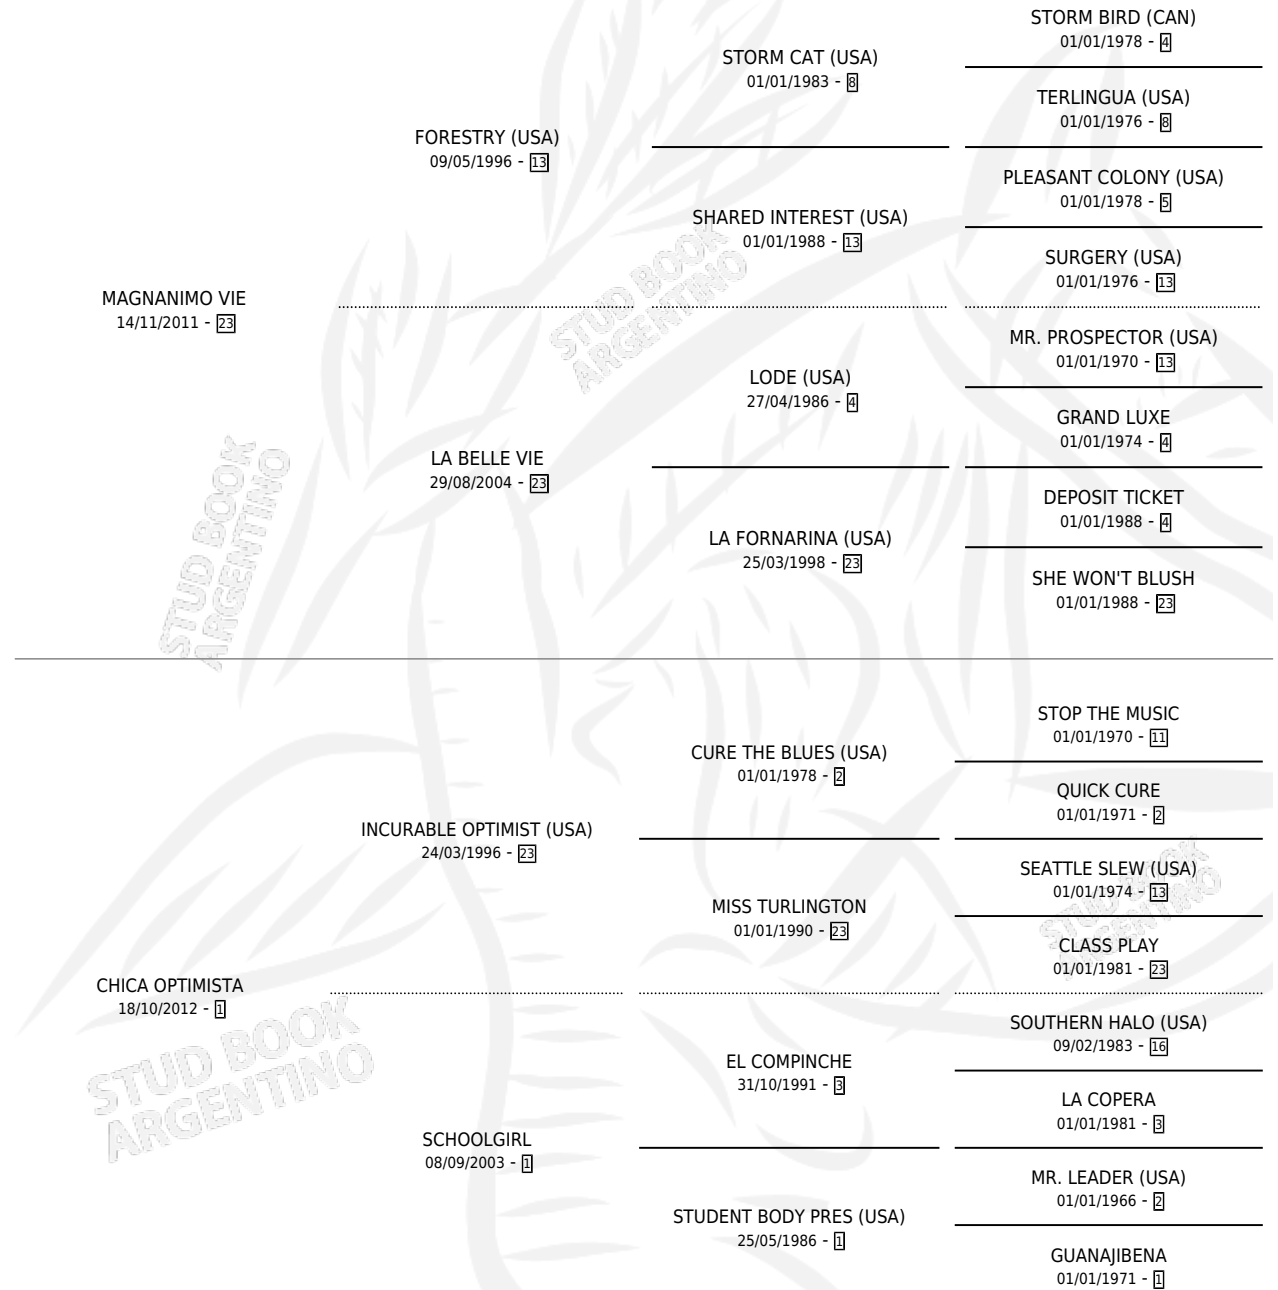 STORM BIRD (CAN)
01/01/1978 - 4
STORM CAT (USA)
01/01/1983 - 8
TERLINGUA (USA)
01/01/1976 - 8
FORESTRY (USA)
09/05/1996 - 13
PLEASANT COLONY (USA)
01/01/1978 - 5
SHARED INTEREST (USA)
01/01/1988 - 13
SURGERY (USA)
01/01/1976 - 13
MAGNANIMO VIE
14/11/2011 - 23
STUD BOOK
ARGENTINO
MR. PROSPECTOR (USA)
01/01/1970 - 13
LODE (USA)
27/04/1986 - 4
GRAND LUXE
01/01/1974 - 4
LA BELLE VIE
29/08/2004 - 23
DEPOSIT TICKET
01/01/1988 - 4
LA FORNARINA (USA)
25/03/1998 - 23
SHE WON'T BLUSH
01/01/1988 - 23
STUD BOOK
ARGENTINO
STOP THE MUSIC
01/01/1970 - 11
CURE THE BLUES (USA)
01/01/1978 - 2
QUICK CURE
01/01/1971 - 2
INCURABLE OPTIMIST (USA)
24/03/1996 - 23
SEATTLE SLEW (USA)
01/01/1974 - 13
MISS TURLINGTON
01/01/1990 - 23
STUD BOOK
ARGENTINO
CLASS PLAY
01/01/1981 - 23
CHICA OPTIMISTA
18/10/2012 - 1
STUD BOOK
ARGENTINO
SOUTHERN HALO (USA)
09/02/1983 - 16
EL COMPINCHE
31/10/1991 - 3
LA COPERA
01/01/1981 - 3
SCHOOLGIRL
08/09/2003 - 1
MR. LEADER (USA)
01/01/1966 - 2
STUDENT BODY PRES (USA)
25/05/1986 - 1
GUANAJIBENA
01/01/1971 - 1